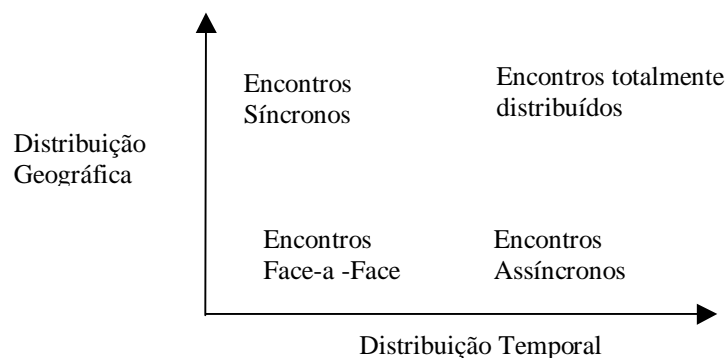 Encontros
Síncronos
Encontros totalmente
distribuídos
Distribuição
Geográfica
Encontros
Face-a -Face
Encontros
Assíncronos
Distribuição Temporal